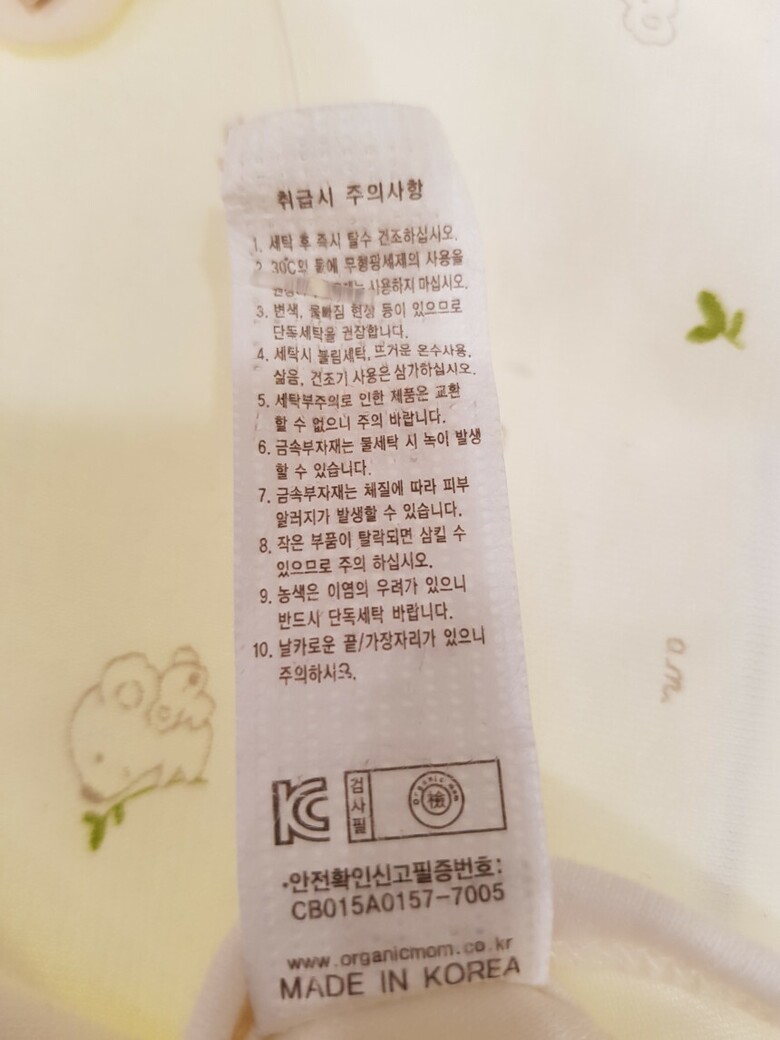 취급시 주의사항
1. 세탁 후 즉시 탈수 건조하십시오.
2. 30℃의 물에 무형광세제의 사용을
사용하지 마십시오.
3. 변색, 물빠짐 현상 등이 있으므로
단독세탁을 권장합니다.
4. 세탁시 불림세탁, 뜨거운 온수사용,
삶음, 건조기 사용은 삼가하십시오.
5. 세탁부주의로 인한 제품은 교환
할 수 없으니 주의 바랍니다.
6. 금속부자재는 물세탁 시 녹이 발생
할 수 있습니다.
7. 금속부자재는 체질에 따라 피부
알러지가 발생할 수 있습니다.
8. 작은 부품이 탈락되면 삼킬 수
있으므로 주의 하십시오.
9. 농색은 이염의 우려가 있으니
반드시 단독세탁 바랍니다.
10. 날카로운 끝/가장자리가 있으니
주의하시오.
o.m.
KC
검사필
Organic mom
檢
·안전확인신고필증번호:
CB015A0157-7005
www.organicmom.co.kr
MADE IN KOREA